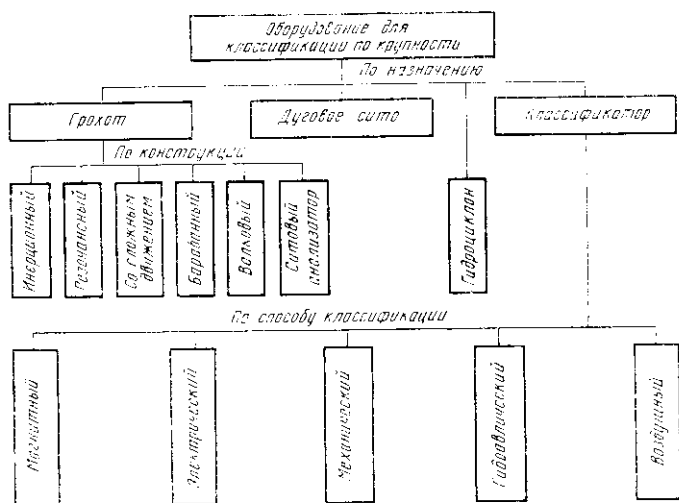 Оборудование для
классификации по крупности
По назначению
Грохот
Дуговое сито
Классификатор
По конструкции
Инерционный
Резонансный
Со сложным
движением
Барабанный
Валковый
Ситовый
анализатор
Гидроциклон
По способу классификации
Магнитный
Электрический
Механический
Гидравлический
Воздушный